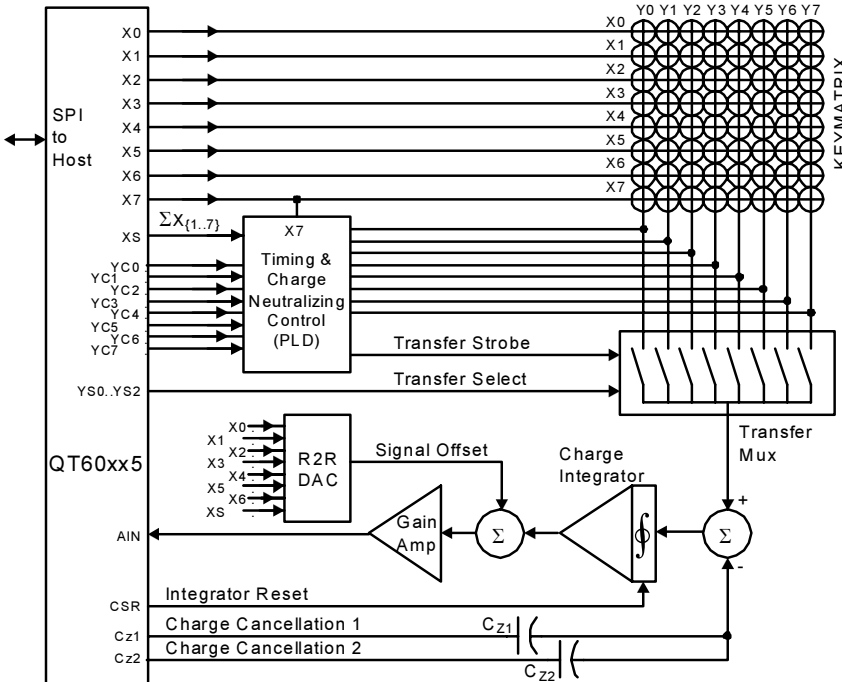 Y0 Y1 Y2 Y3 Y4 Y5 Y6 Y7
X0
X1
X2
X3
X4
X5
X6
X7
KEYMATRIX
X0
X1
X2
X3
X4
X5
X6
X7
SPI
to
Host
ΣX{1..7}
XS
YC0
YC1
YC2
YC3
YC4
YC5
YC6
YC7
X7
Timing &
Charge
Neutralizing
Control
(PLD)
Transfer Strobe
Transfer Select
YS0..YS2
Transfer
Mux
QT60xx5
X0
X1
X2
X3
X4
X5
X6
XS
R2R
DAC
Signal Offset
Charge
Integrator
Gain
Amp
Σ
∮
Σ
+
-
AIN
CSR
Integrator Reset
Cz1
Charge Cancellation 1
CZ1
Cz2
Charge Cancellation 2
CZ2